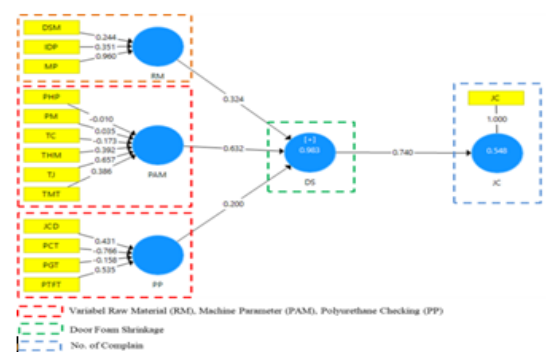 DSM
0.244
IDP
0.351
MP
0.960
RM
PHP
-0.010
PM
0.035
TC
-0.173
THM
0.392
TJ
0.657
TMT
0.386
PAM
JCD
0.431
PCT
-0.766
PGT
-0.158
PTFT
0.535
PP
0.324
0.632
0.200
[+]
0.983
DS
0.740
JC
1.000
0.548
JC
Variabel Raw Material (RM), Machine Parameter (PAM), Polyurethane Checking (PP)
Door Foam Shrinkage
No. of Complain